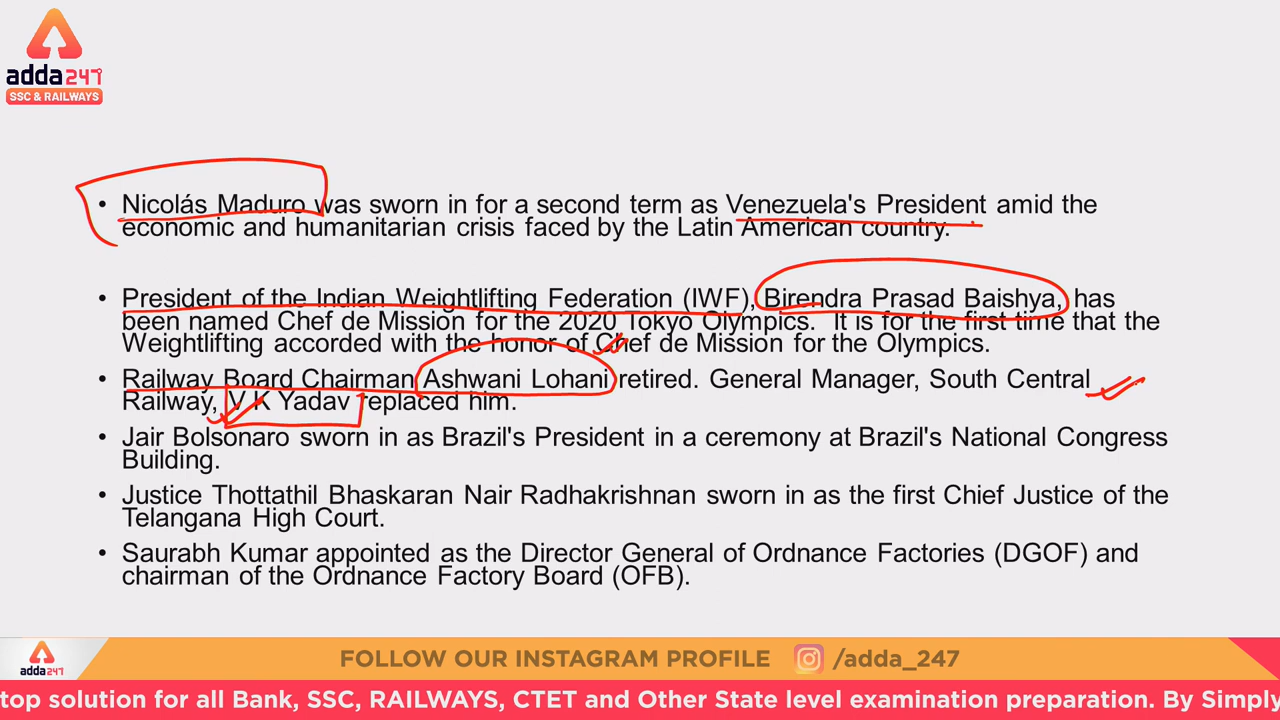 adda247
SSC & RAILWAYS
• Nicolás Maduro was sworn in for a second term as Venezuela's President amid the
economic and humanitarian crisis faced by the Latin American country.
• President of the Indian Weightlifting Federation (IWF), Birendra Prasad Baishya, has
been named Chef de Mission for the 2020 Tokyo Olympics. It is for the first time that the
Weightlifting accorded with the honor of Chef de Mission for the Olympics.
• Railway Board Chairman Ashwani Lohani retired. General Manager, South Central
Railway, V K Yadav replaced him.
• Jair Bolsonaro sworn in as Brazil's President in a ceremony at Brazil's National Congress
Building.
• Justice Thottathil Bhaskaran Nair Radhakrishnan sworn in as the first Chief Justice of the
Telangana High Court.
• Saurabh Kumar appointed as the Director General of Ordnance Factories (DGOF) and
chairman of the Ordnance Factory Board (OFB).
adda247
FOLLOW OUR INSTAGRAM PROFILE /adda_247
top solution for all Bank, SSC, RAILWAYS, CTET and Other State level examination preparation. By Simply